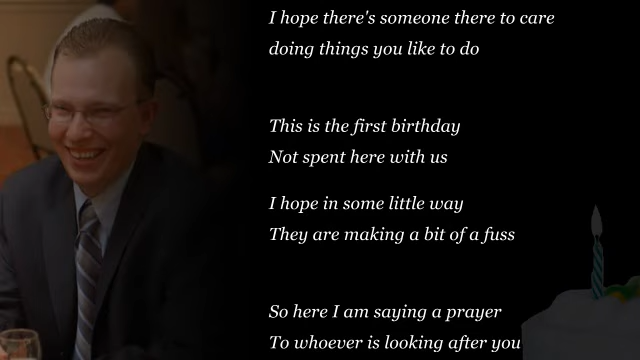 I hope there's someone there to care
doing things you like to do
This is the first birthday
Not spent here with us
I hope in some little way
They are making a bit of a fuss
So here I am saying a prayer
To whoever is looking after you